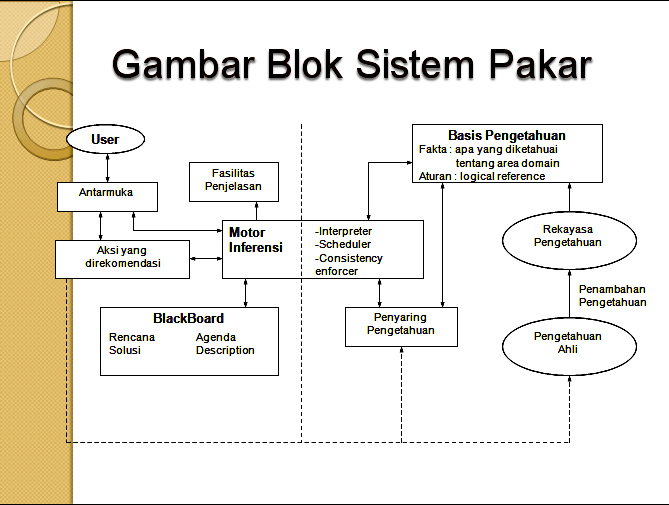 Gambar Blok Sistem Pakar
User
Antarmuka
Aksi yang
direkomendasi
Fasilitas
Penjelasan
Motor
Inferensi
-Interpreter
-Scheduler
-Consistency
enforcer
BlackBoard
Rencana Agenda
Solusi Description
Basis Pengetahuan
Fakta : apa yang diketahuai
tentang area domain
Aturan : logical reference
Penyaring
Pengetahuan
Rekayasa
Pengetahuan
Penambahan
Pengetahuan
Pengetahuan
Ahli